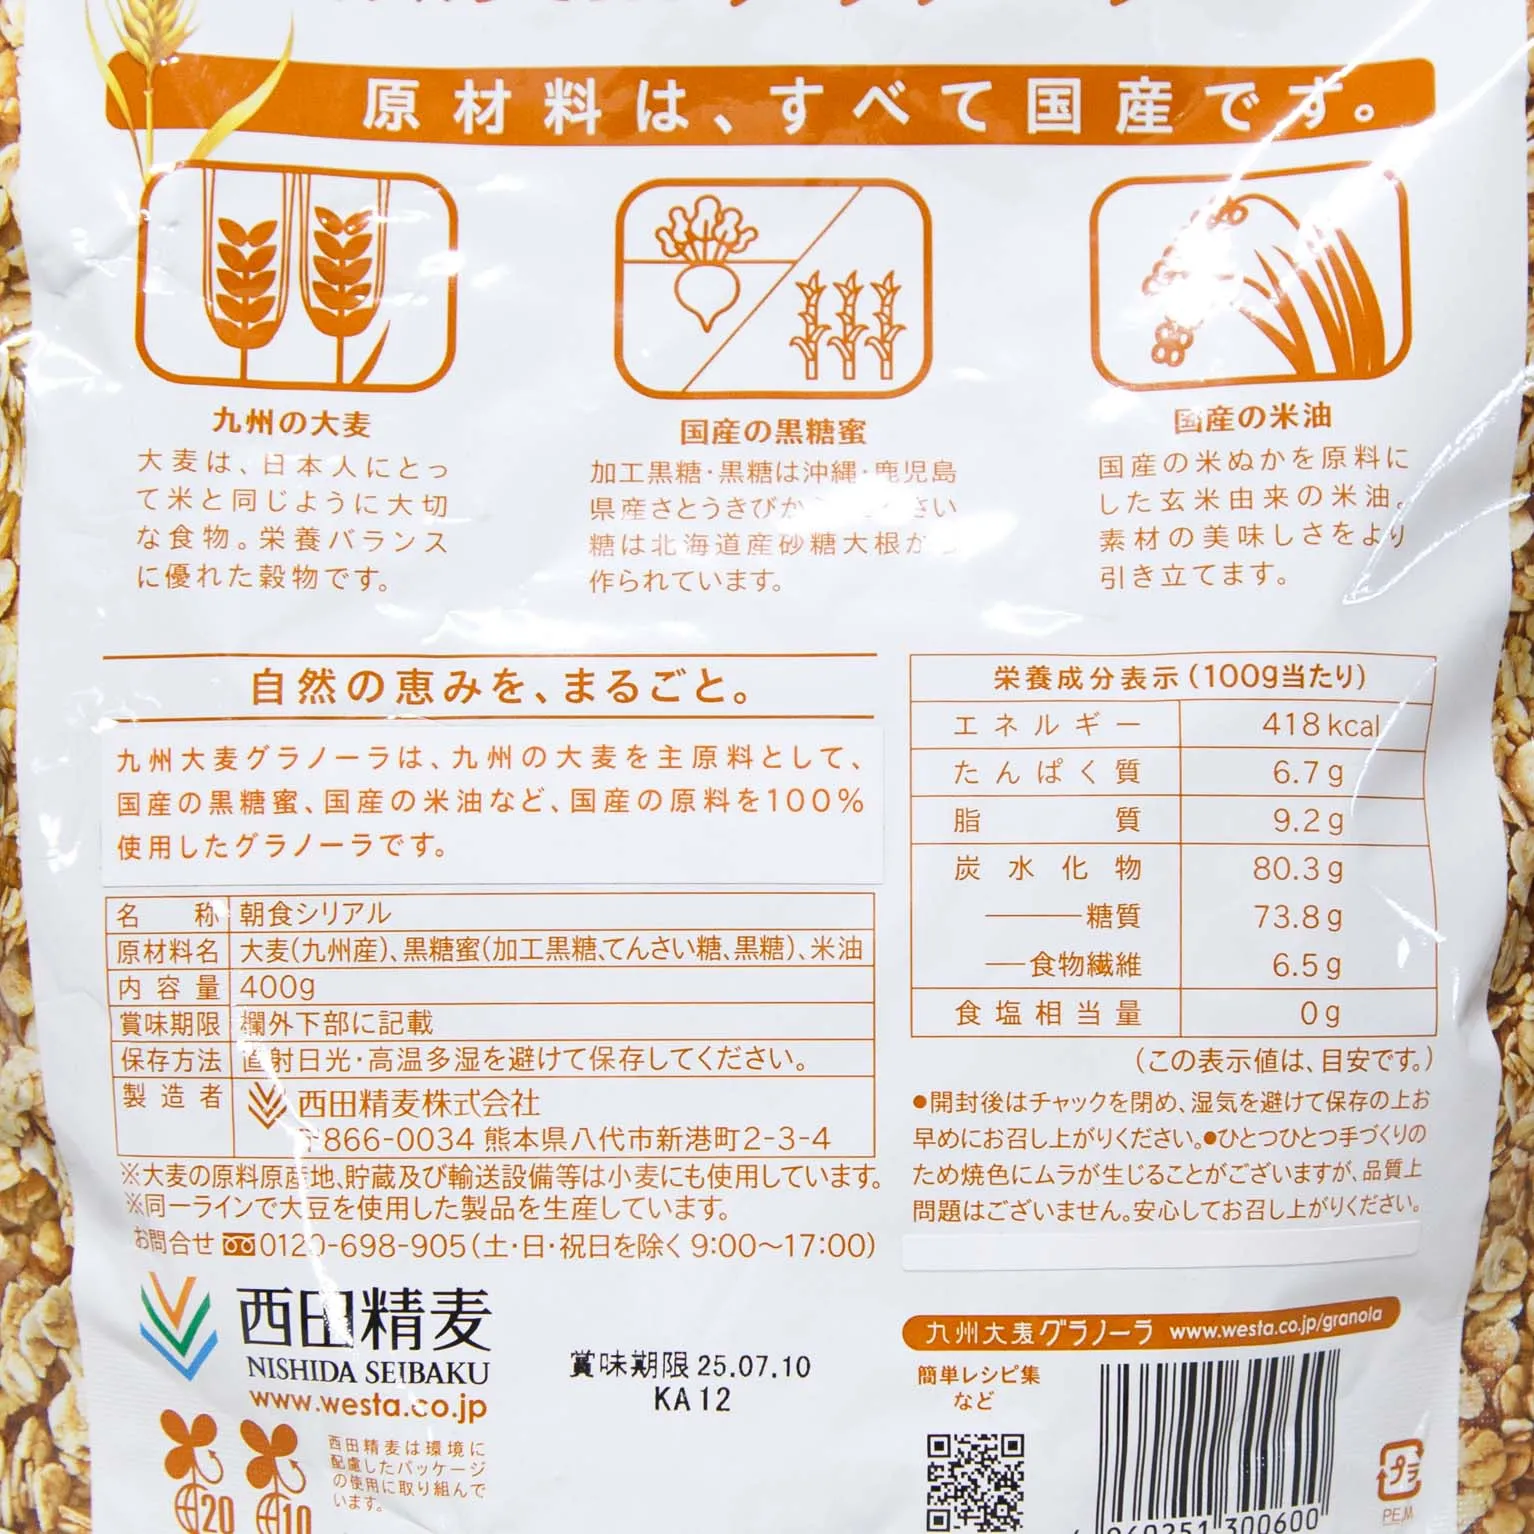 原材料は、すべて国産です。
九州の大麦
大麦は、日本人にとっ
て米と同じように大切
な食物。栄養バランス
に優れた穀物です。
国産の黒糖蜜
加工黒糖・黒糖は沖縄・鹿児島
県産さとうきびか さい
糖は北海道産砂糖大根から
作られています。
国産の米油
国産の米ぬかを原料に
した玄米由来の米油。
素材の美味しさをより
引き立てます。
自然の恵みを、まるごと。
九州大麦グラノーラは、九州の大麦を主原料として、
国産の黒糖蜜、国産の米油など、国産の原料を100%
使用したグラノーラです。
名称 朝食シリアル
原材料名 大麦(九州産)、黒糖蜜(加工黒糖、てんさい糖、黒糖)、米油
内容量 400g
賞味期限 欄外下部に記載
保存方法 直射日光・高温多湿を避けて保存してください。
製造者 西田精麦株式会社
〒866-0034 熊本県八代市新港町2-3-4
※大麦の原料原産地、貯蔵及び輸送設備等は小麦にも使用しています。
※同一ラインで大豆を使用した製品を生産しています。
お問合せ 0120-698-905(土・日・祝日を除く 9:00〜17:00)
栄養成分表示(100g当たり)
エネルギー 418kcal
たんぱく質 6.7g
脂質 9.2g
炭水化物 80.3g
糖質 73.8g
食物繊維 6.5g
食塩相当量 0g
(この表示値は、目安です。)
●開封後はチャックを閉め、湿気を避けて保存の上お
早めにお召し上がりください。●ひとつひとつ手づくりの
ため焼色にムラが生じることがございますが、品質上
問題はございません。安心してお召し上がりください。
西田精麦
NISHIDA SEIBAKU
www.westa.co.jp
賞味期限 25.07.10
KA12
九州大麦グラノーラ www.westa.co.jp/granola
簡単レシピ集
など
西田精麦は環境に
配慮したパッケージ
の使用に取り組んで
います。
20 10
プラ
PE,M